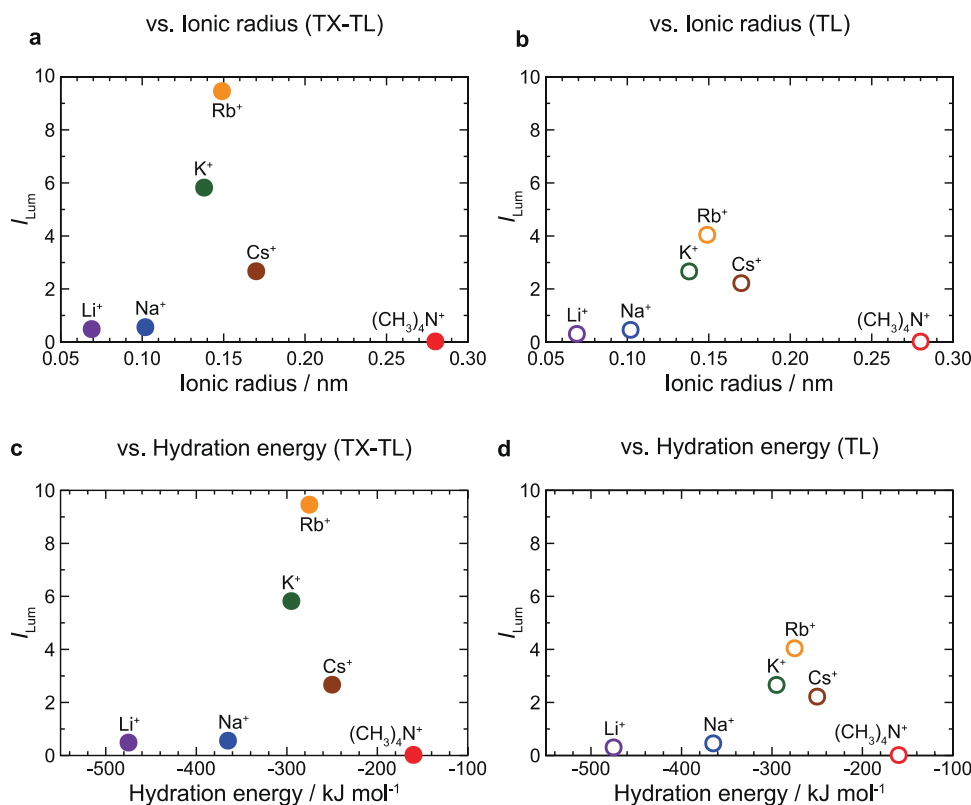 vs. Ionic radius (TX-TL)
a
10
8
6
4
2
0
I Lum
Rb⁺
K⁺
Cs⁺
Li⁺
Na⁺
(CH₃)₄N⁺
0.05 0.10 0.15 0.20 0.25 0.30
Ionic radius / nm
vs. Ionic radius (TL)
b
10
8
6
4
2
0
I Lum
Rb⁺
K⁺
Cs⁺
Li⁺
Na⁺
(CH₃)₄N⁺
0.05 0.10 0.15 0.20 0.25 0.30
Ionic radius / nm
vs. Hydration energy (TX-TL)
c
10
8
6
4
2
0
I Lum
Rb⁺
K⁺
Cs⁺
Li⁺
Na⁺
(CH₃)₄N⁺
-500 -400 -300 -200 -100
Hydration energy / kJ mol⁻¹
vs. Hydration energy (TL)
d
10
8
6
4
2
0
I Lum
Rb⁺
K⁺
Cs⁺
Li⁺
Na⁺
(CH₃)₄N⁺
-500 -400 -300 -200 -100
Hydration energy / kJ mol⁻¹